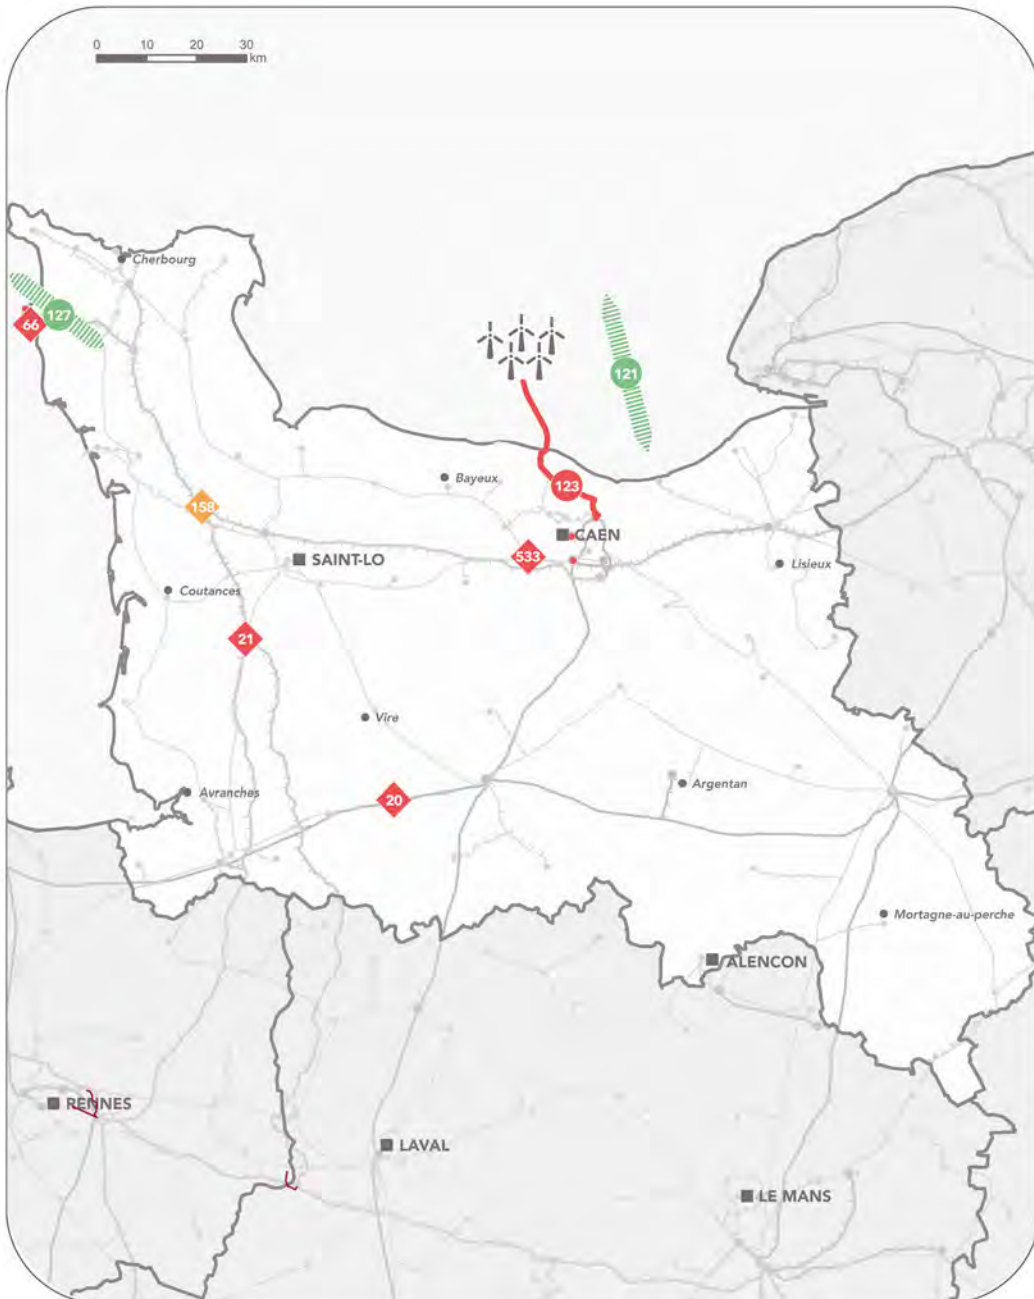 0 10 20 30
km
Cherbourg
127
66
121
123
Bayeux
158
CAEN
533
SAINT-LO
Lisieux
Coutances
21
Vire
Avranches
20
Argentan
Mortagne-au-perche
ALENCON
RENNES
LAVAL
LE MANS